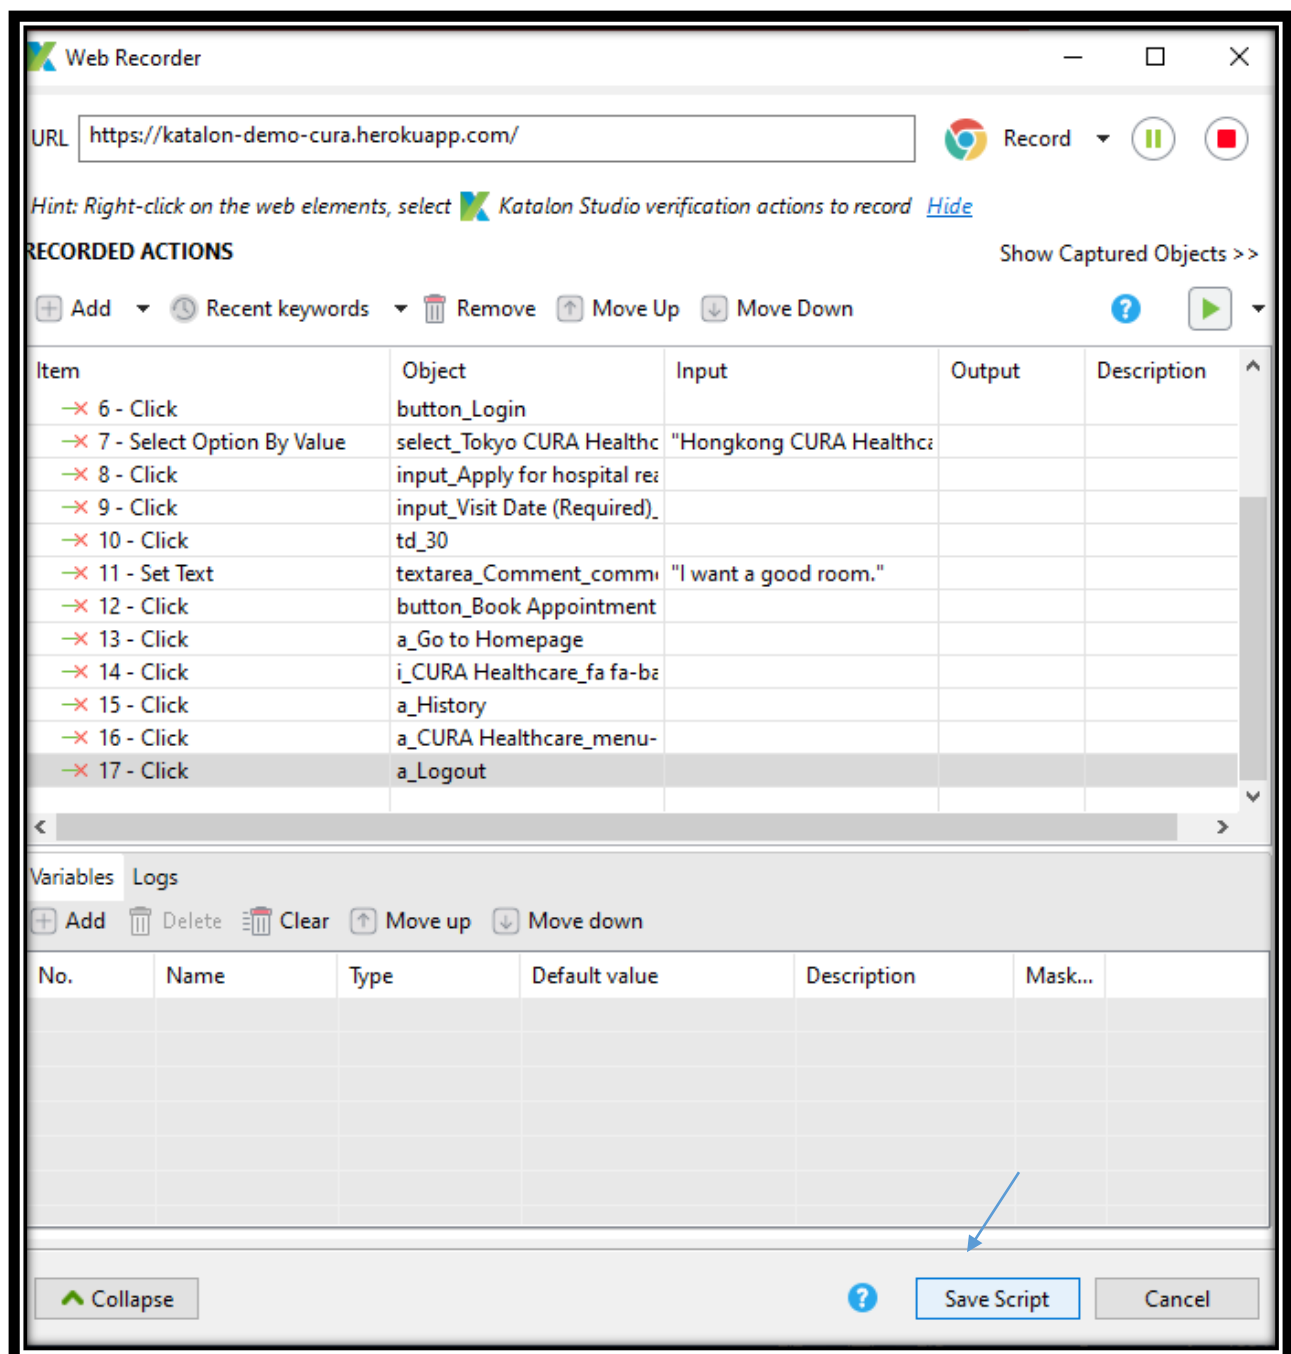 Web Recorder
URL https://katalon-demo-cura.herokuapp.com/ Record
Hint: Right-click on the web elements, select Katalon Studio verification actions to record Hide
RECORDED ACTIONS
Show Captured Objects >>
Add Recent keywords Remove Move Up Move Down
Item Object Input Output Description
6 - Click button_Login
7 - Select Option By Value select_Tokyo CURA Healthc "Hongkong CURA Healthca
8 - Click input_Apply for hospital rea
9 - Click input_Visit Date (Required)_
10 - Click td_30
11 - Set Text textarea_Comment_comm "I want a good room."
12 - Click button_Book Appointment
13 - Click a_Go to Homepage
14 - Click i_CURA Healthcare_fa fa-ba
15 - Click a_History
16 - Click a_CURA Healthcare_menu-
17 - Click a_Logout
Variables Logs
Add Delete Clear Move up Move down
No. Name Type Default value Description Mask...
Collapse Save Script Cancel